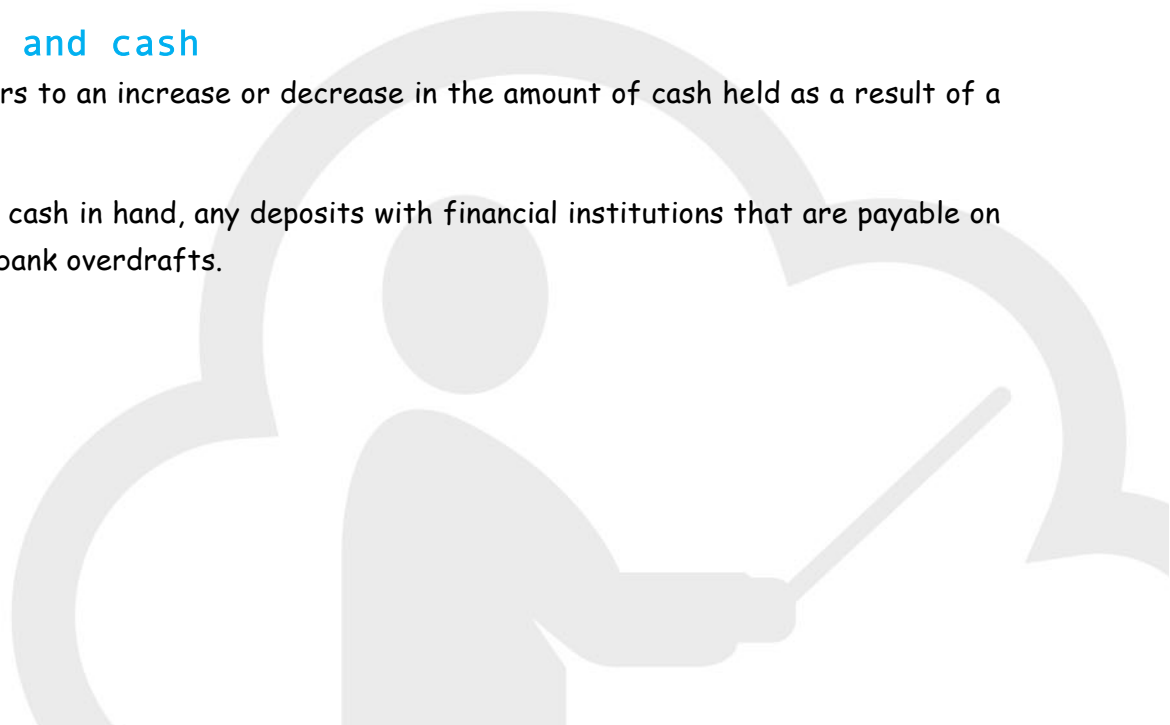 and cash
rs to an increase or decrease in the amount of cash held as a result of a
cash in hand, any deposits with financial institutions that are payable on
bank overdrafts.